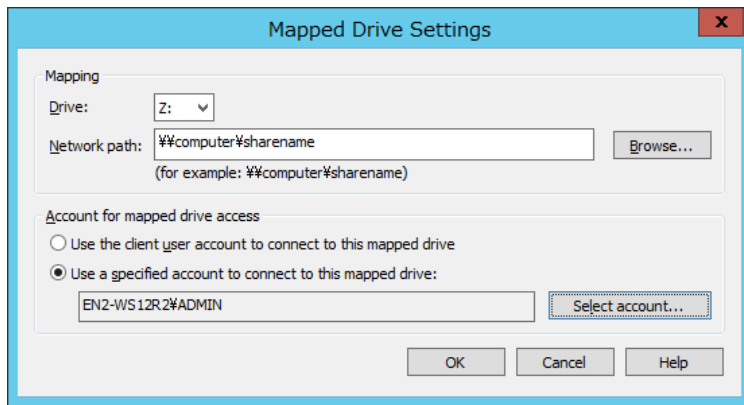 Mapped Drive Settings
x
Mapping
Drive: Z:
Network path: ¥¥computer¥sharename Browse...
(for example: ¥¥computer¥sharename)
Account for mapped drive access
Use the client user account to connect to this mapped drive
Use a specified account to connect to this mapped drive:
EN2-WS12R2¥ADMIN Select account...
OK Cancel Help